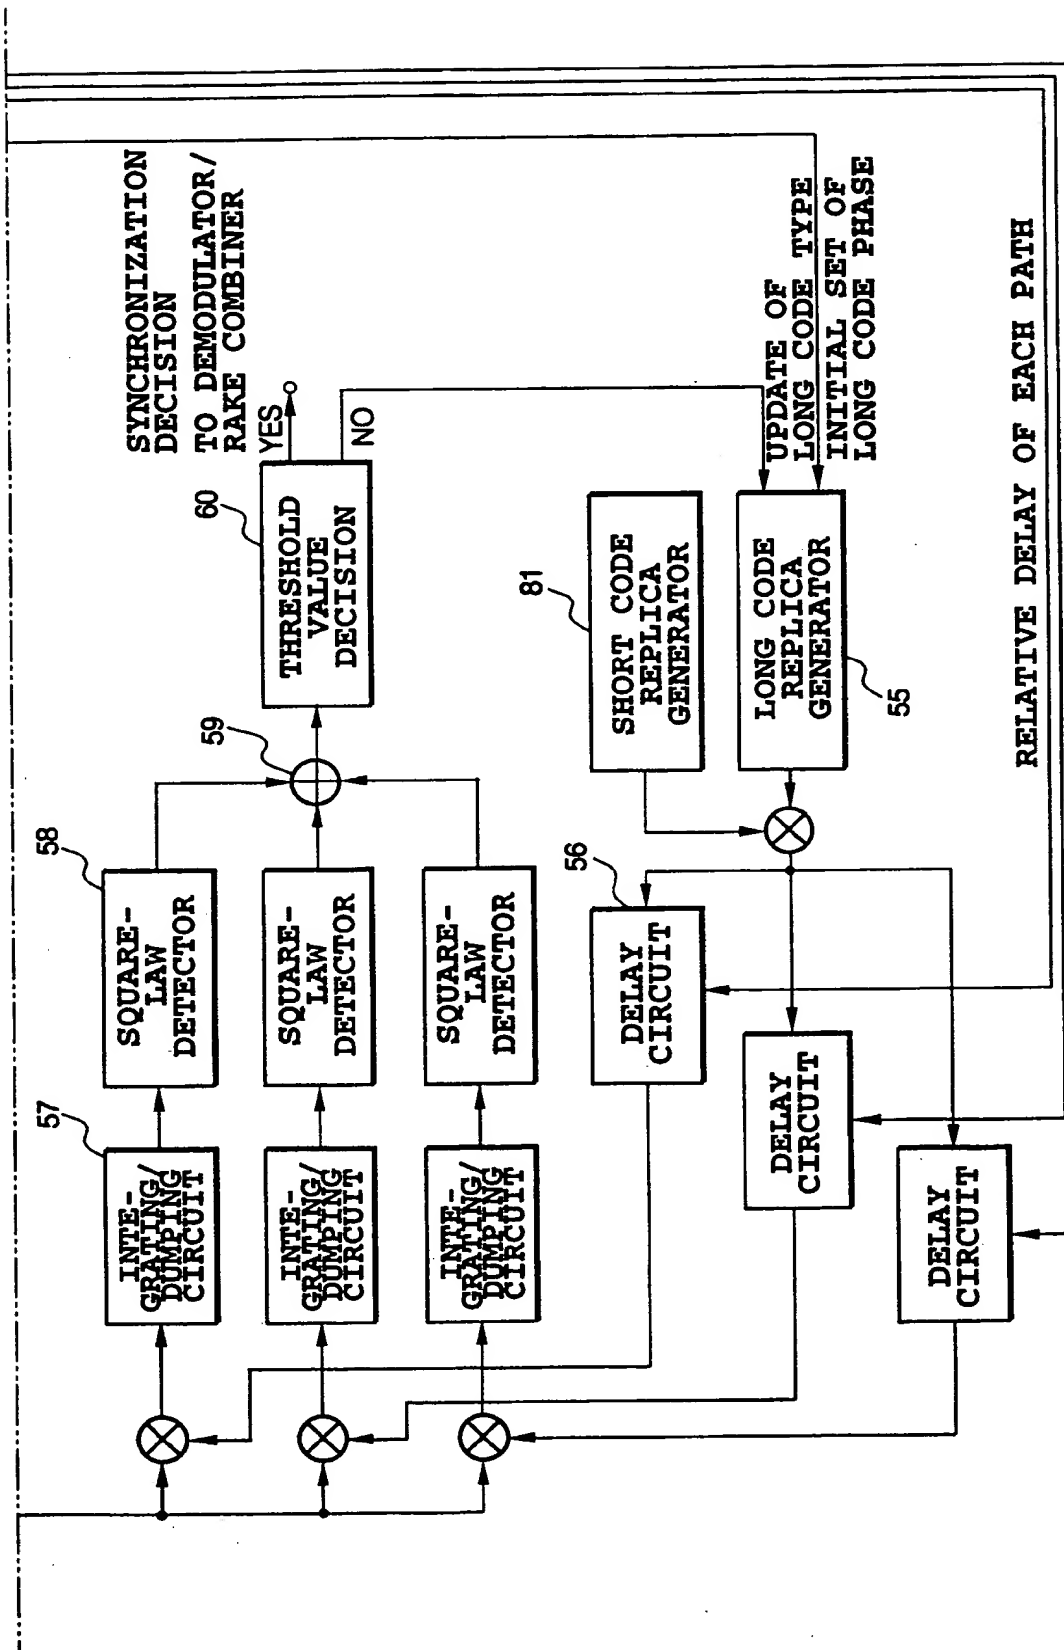 57
INTE-
GRATING/
DUMPING
CIRCUIT
58
SQUARE-
LAW
DETECTOR
SYNCHRONIZATION
DECISION
TO DEMODULATOR/
RAKE COMBINER
INTE-
GRATING/
DUMPING
CIRCUIT
SQUARE-
LAW
DETECTOR
59
60
THRESHOLD
VALUE
DECISION
YES
NO
INTE-
GRATING/
DUMPING
CIRCUIT
SQUARE-
LAW
DETECTOR
56
DELAY
CIRCUIT
81
SHORT CODE
REPLICA
GENERATOR
DELAY
CIRCUIT
LONG CODE
REPLICA
GENERATOR
55
UPDATE OF
LONG CODE TYPE
INITIAL SET OF
LONG CODE PHASE
DELAY
CIRCUIT
RELATIVE DELAY OF EACH PATH